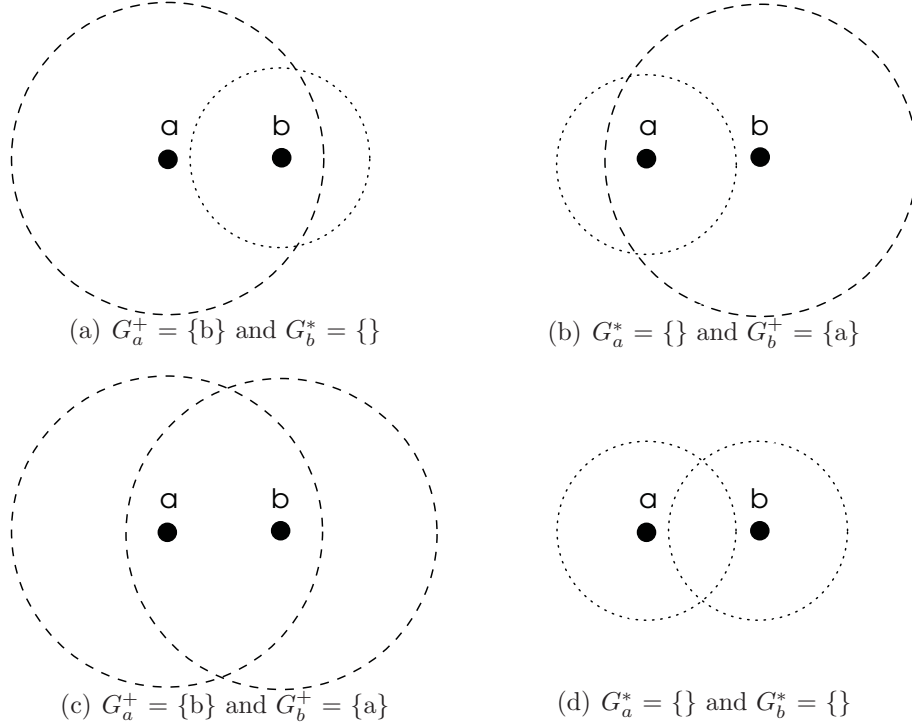 a b
a b
(a) $G_a^+ = \{b\}$ and $G_b^* = \{\}$
(b) $G_a^* = \{\}$ and $G_b^+ = \{a\}$
a b
a b
(c) $G_a^+ = \{b\}$ and $G_b^+ = \{a\}$
(d) $G_a^* = \{\}$ and $G_b^* = \{\}$